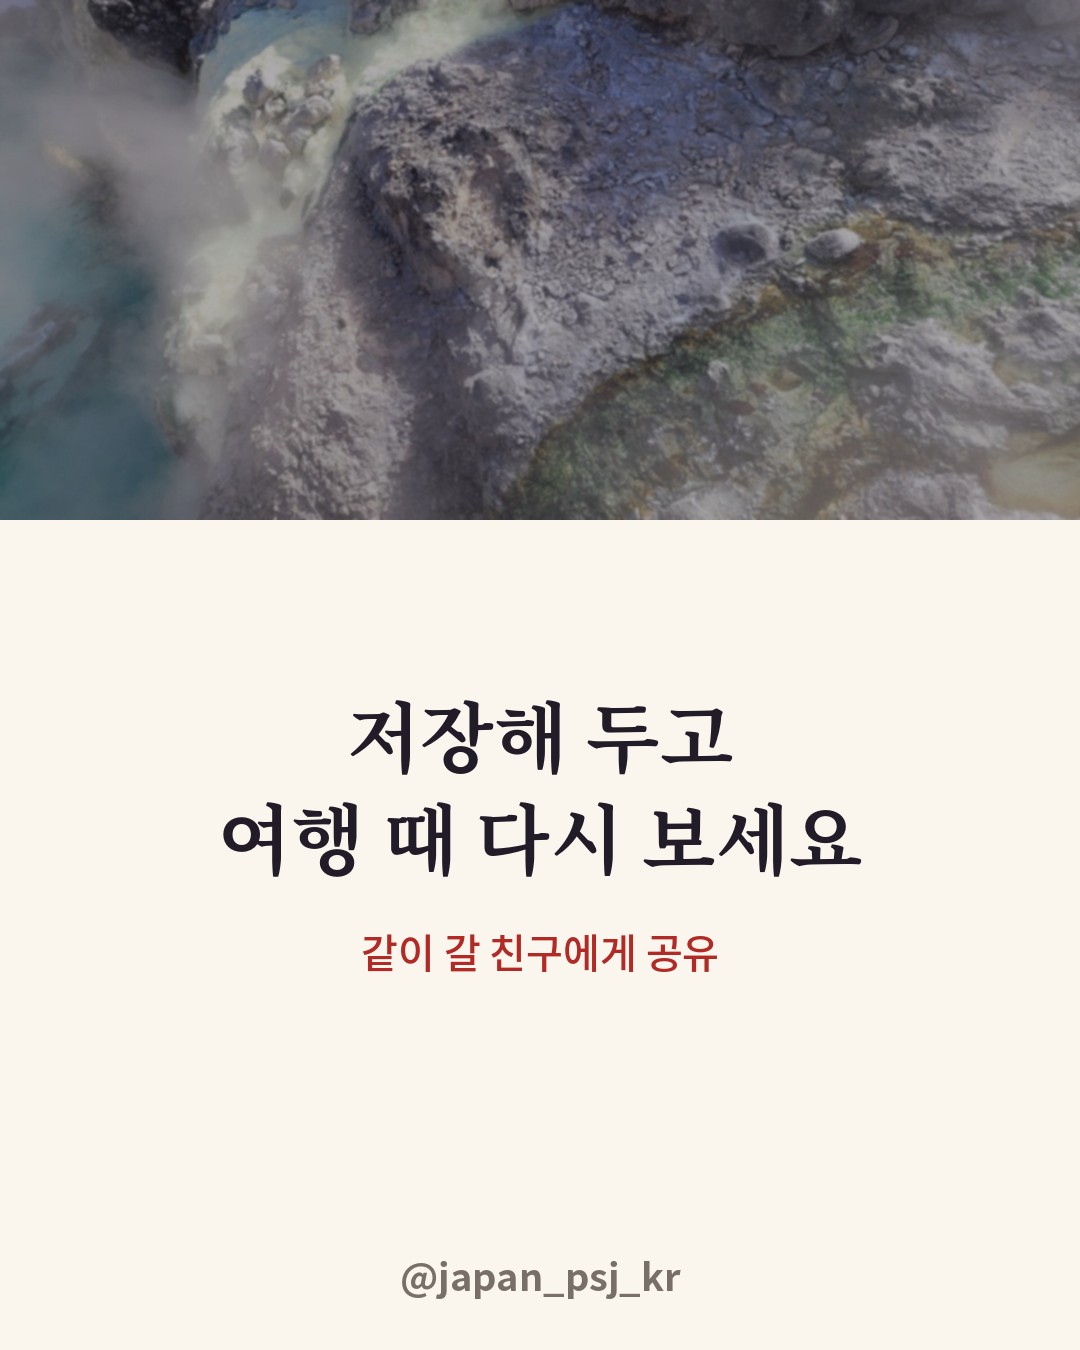 저장해 두고
여행 때 다시 보세요
같이 갈 친구에게 공유
@japan_psj_kr